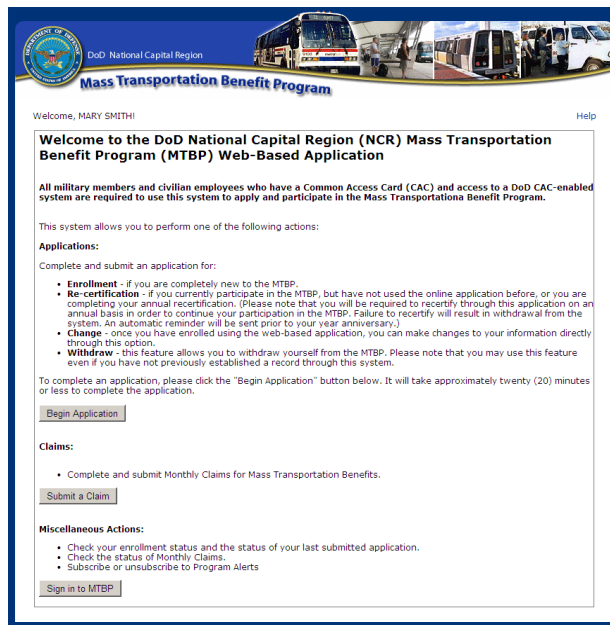 DEPARTMENT OF DEFENSE
UNITED STATES OF AMERICA
DoD National Capital Region
Mass Transportation Benefit Program
Welcome, MARY SMITH!
Help
Welcome to the DoD National Capital Region (NCR) Mass Transportation
Benefit Program (MTBP) Web-Based Application
All military members and civilian employees who have a Common Access Card (CAC) and access to a DoD CAC-enabled
system are required to use this system to apply and participate in the Mass Transportationa Benefit Program.
This system allows you to perform one of the following actions:
Applications:
Complete and submit an application for:
• Enrollment - if you are completely new to the MTBP.
• Re-certification - if you currently participate in the MTBP, but have not used the online application before, or you are
completing your annual recertification. (Please note that you will be required to recertify through this application on an
annual basis in order to continue your participation in the MTBP. Failure to recertify will result in withdrawal from the
system. An automatic reminder will be sent prior to your year anniversary.)
• Change - once you have enrolled using the web-based application, you can make changes to your information directly
through this option.
• Withdraw - this feature allows you to withdraw yourself from the MTBP. Please note that you may use this feature
even if you have not previously established a record through this system.
To complete an application, please click the "Begin Application" button below. It will take approximately twenty (20) minutes
or less to complete the application.
Begin Application
Claims:
• Complete and submit Monthly Claims for Mass Transportation Benefits.
Submit a Claim
Miscellaneous Actions:
• Check your enrollment status and the status of your last submitted application.
• Check the status of Monthly Claims.
• Subscribe or unsubscribe to Program Alerts
Sign in to MTBP